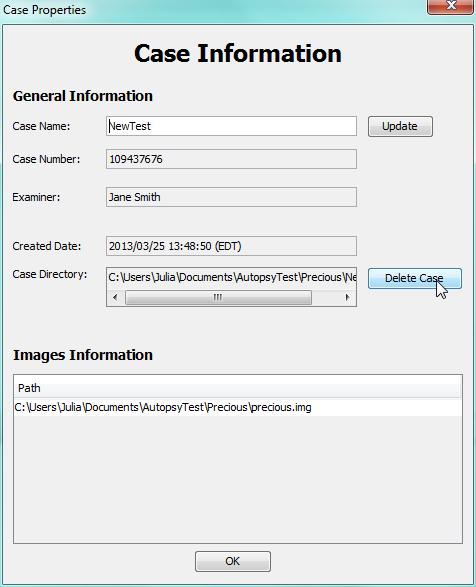 Case Properties
Case Information
General Information
Case Name: NewTest Update
Case Number: 109437676
Examiner: Jane Smith
Created Date: 2013/03/25 13:48:50 (EDT)
Case Directory: C:\Users\Julia\Documents\AutopsyTest\Precious\Ne Delete Case
Images Information
Path
C:\Users\Julia\Documents\AutopsyTest\Precious\precious.img
OK